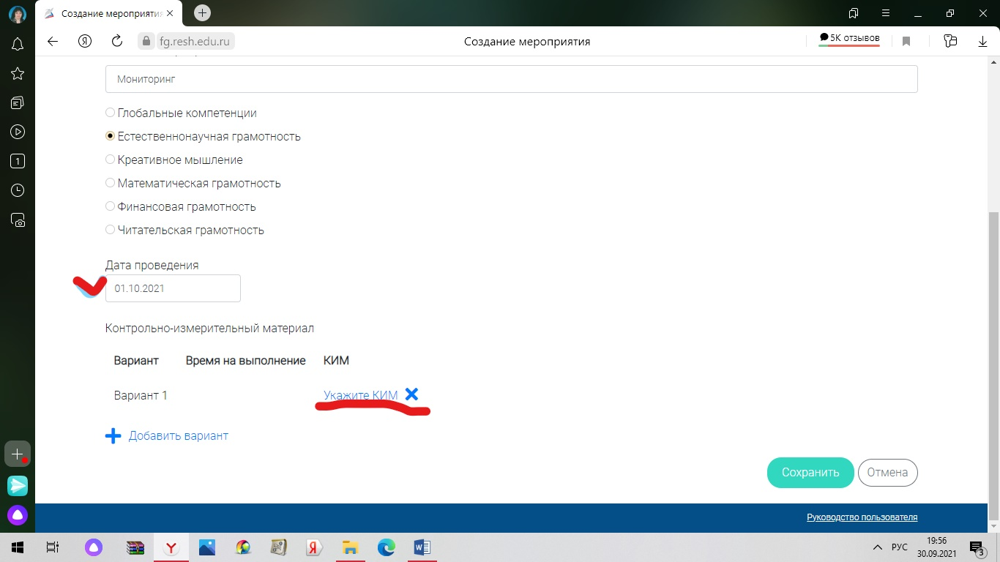 Создание мероприятия
fg.resh.edu.ru
Создание мероприятия
5К отзывов
Мониторинг
Глобальные компетенции
Естественнонаучная грамотность
Креативное мышление
Математическая грамотность
Финансовая грамотность
Читательская грамотность
Дата проведения
01.10.2021
Контрольно-измерительный материал
Вариант Время на выполнение КИМ
Вариант 1 Укажите КИМ
Добавить вариант
Сохранить Отмена
Руководство пользователя
1
РУС
19:56
30.09.2021
3